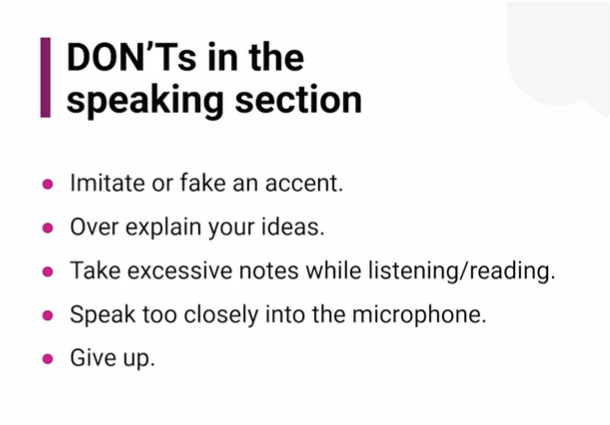 DON'Ts in the
speaking section
• Imitate or fake an accent.
• Over explain your ideas.
• Take excessive notes while listening/reading.
• Speak too closely into the microphone.
• Give up.